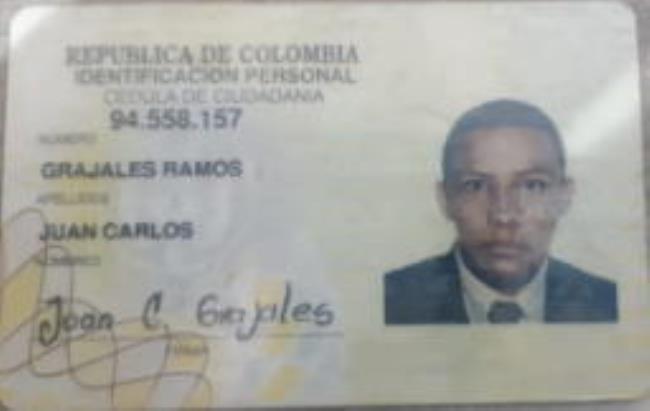 REPUBLICA DE COLOMBIA
IDENTIFICACION PERSONAL
CEDULA DE CIUDADANIA
94.558.157
NUMERO
GRAJALES RAMOS
APELLIDOS
JUAN CARLOS
NOMBRES
Juan C. Grajales
FIRMA